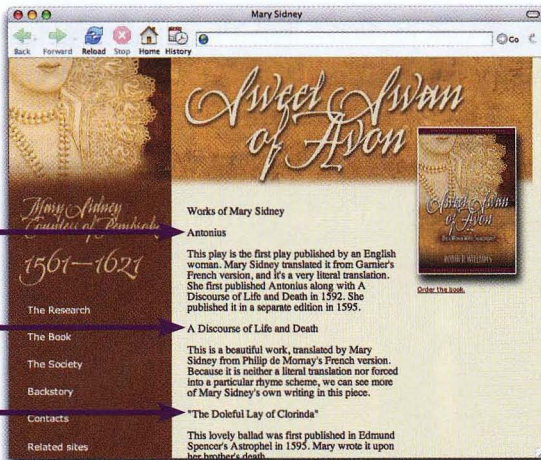 Mary Sidney
Back Forward Reload Stop Home History
Go
Sweet Swan
of Avon
Mary Sidney
Countess of Pembroke
1561—1621
The Research
The Book
The Society
Backstory
Contacts
Related sites
Works of Mary Sidney
Antonius
This play is the first play published by an English
woman. Mary Sidney translated it from Garnier's
French version, and it's a very literal translation.
She first published Antonius along with A
Discourse of Life and Death in 1592. She
published it in a separate edition in 1595.
A Discourse of Life and Death
This is a beautiful work, translated by Mary
Sidney from Philip de Mornay's French version.
Because it is neither a literal translation nor forced
into a particular rhyme scheme, we can see more
of Mary Sidney's own writing in this piece.
"The Doleful Lay of Clorinda"
This lovely ballad was first published in Edmund
Spencer's Astrophel in 1595. Mary wrote it upon
her brother's death
Sweet Swan
of Avon
Robin P. Williams
Order the book.